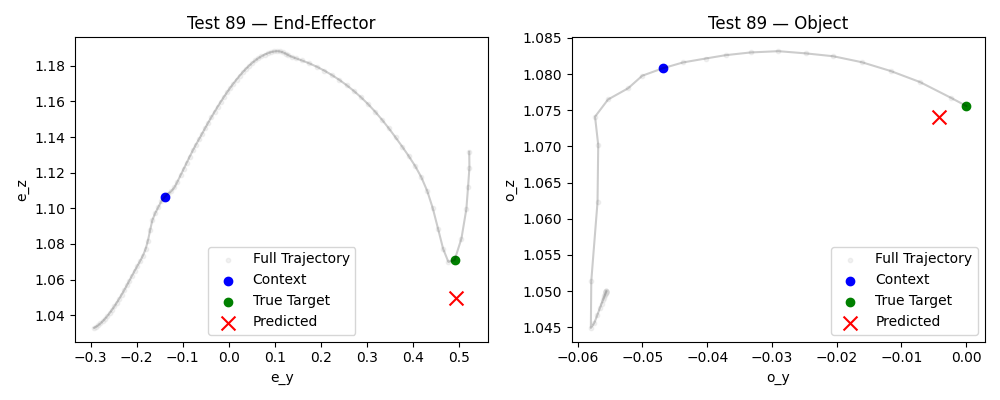 Test 89 — End-Effector
e_z
1.18
1.16
1.14
1.12
1.10
1.08
1.06
1.04
−0.3
−0.2
−0.1
0.0
0.1
0.2
0.3
0.4
0.5
e_y
Full Trajectory
Context
True Target
Predicted
Test 89 — Object
o_z
1.085
1.080
1.075
1.070
1.065
1.060
1.055
1.050
1.045
−0.06
−0.05
−0.04
−0.03
−0.02
−0.01
0.00
o_y
Full Trajectory
Context
True Target
Predicted